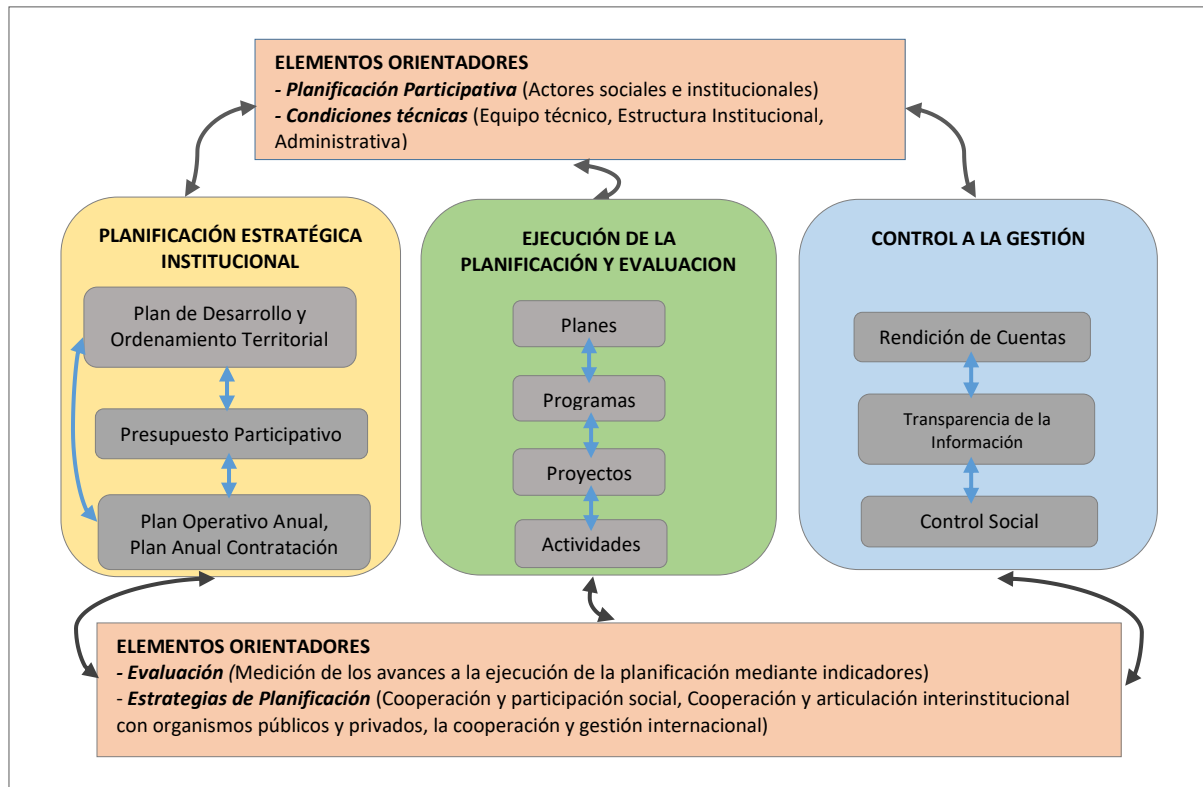 ELEMENTOS ORIENTADORES
- Planificación Participativa (Actores sociales e institucionales)
- Condiciones técnicas (Equipo técnico, Estructura Institucional,
Administrativa)
PLANIFICACIÓN ESTRATÉGICA
INSTITUCIONAL
Plan de Desarrollo y
Ordenamiento Territorial
Presupuesto Participativo
Plan Operativo Anual,
Plan Anual Contratación
EJECUCIÓN DE LA
PLANIFICACIÓN Y EVALUACION
Planes
Programas
Proyectos
Actividades
CONTROL A LA GESTIÓN
Rendición de Cuentas
Transparencia de la
Información
Control Social
ELEMENTOS ORIENTADORES
- Evaluación (Medición de los avances a la ejecución de la planificación mediante indicadores)
- Estrategias de Planificación (Cooperación y participación social, Cooperación y articulación interinstitucional
con organismos públicos y privados, la cooperación y gestión internacional)